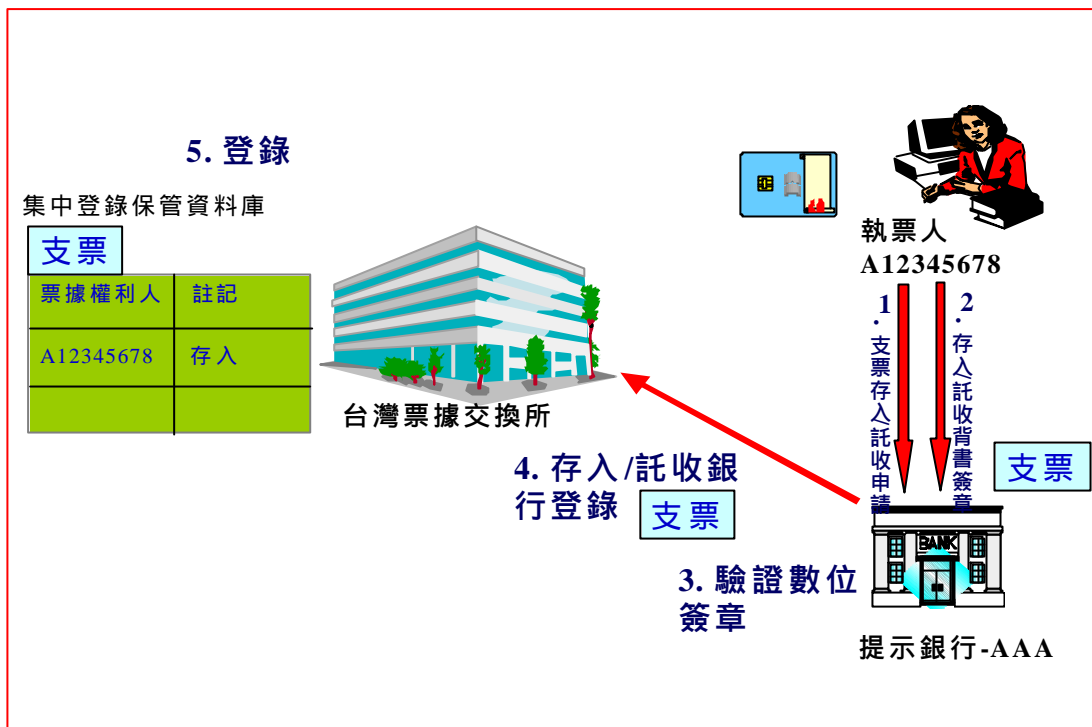 5. 登錄
集中登錄保管資料庫
支票
票據權利人 註記
A12345678 存入
台灣票據交換所
執票人
A12345678
1.支票存入託收申請
2.存入託收背書簽章
支票
4. 存入/託收銀
行登錄
支票
BANK
3. 驗證數位
簽章
提示銀行-AAA